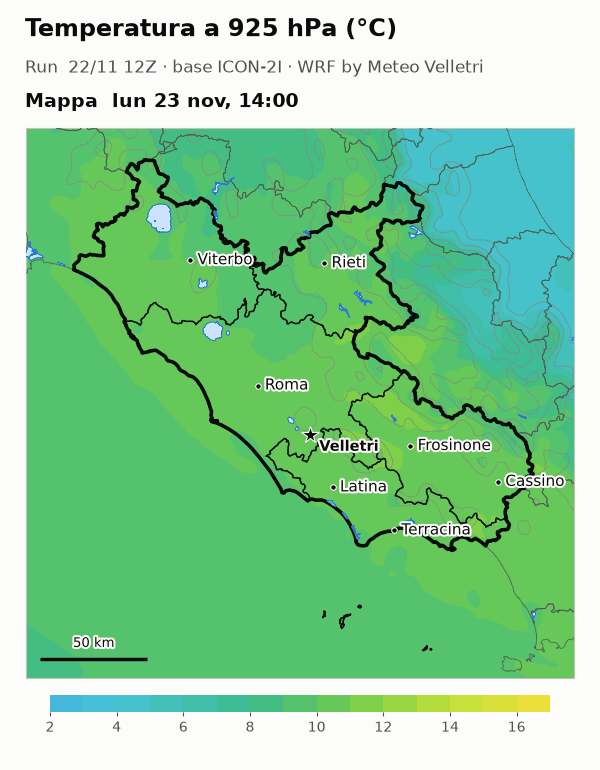 Temperatura a 925 hPa (°C)
Run  22/11 12Z · base ICON-2I · WRF by Meteo Velletri
Mappa  lun 23 nov, 14:00
Viterbo
Rieti
Roma
Velletri
Frosinone
Cassino
Latina
Terracina
50 km
2 4 6 8 10 12 14 16